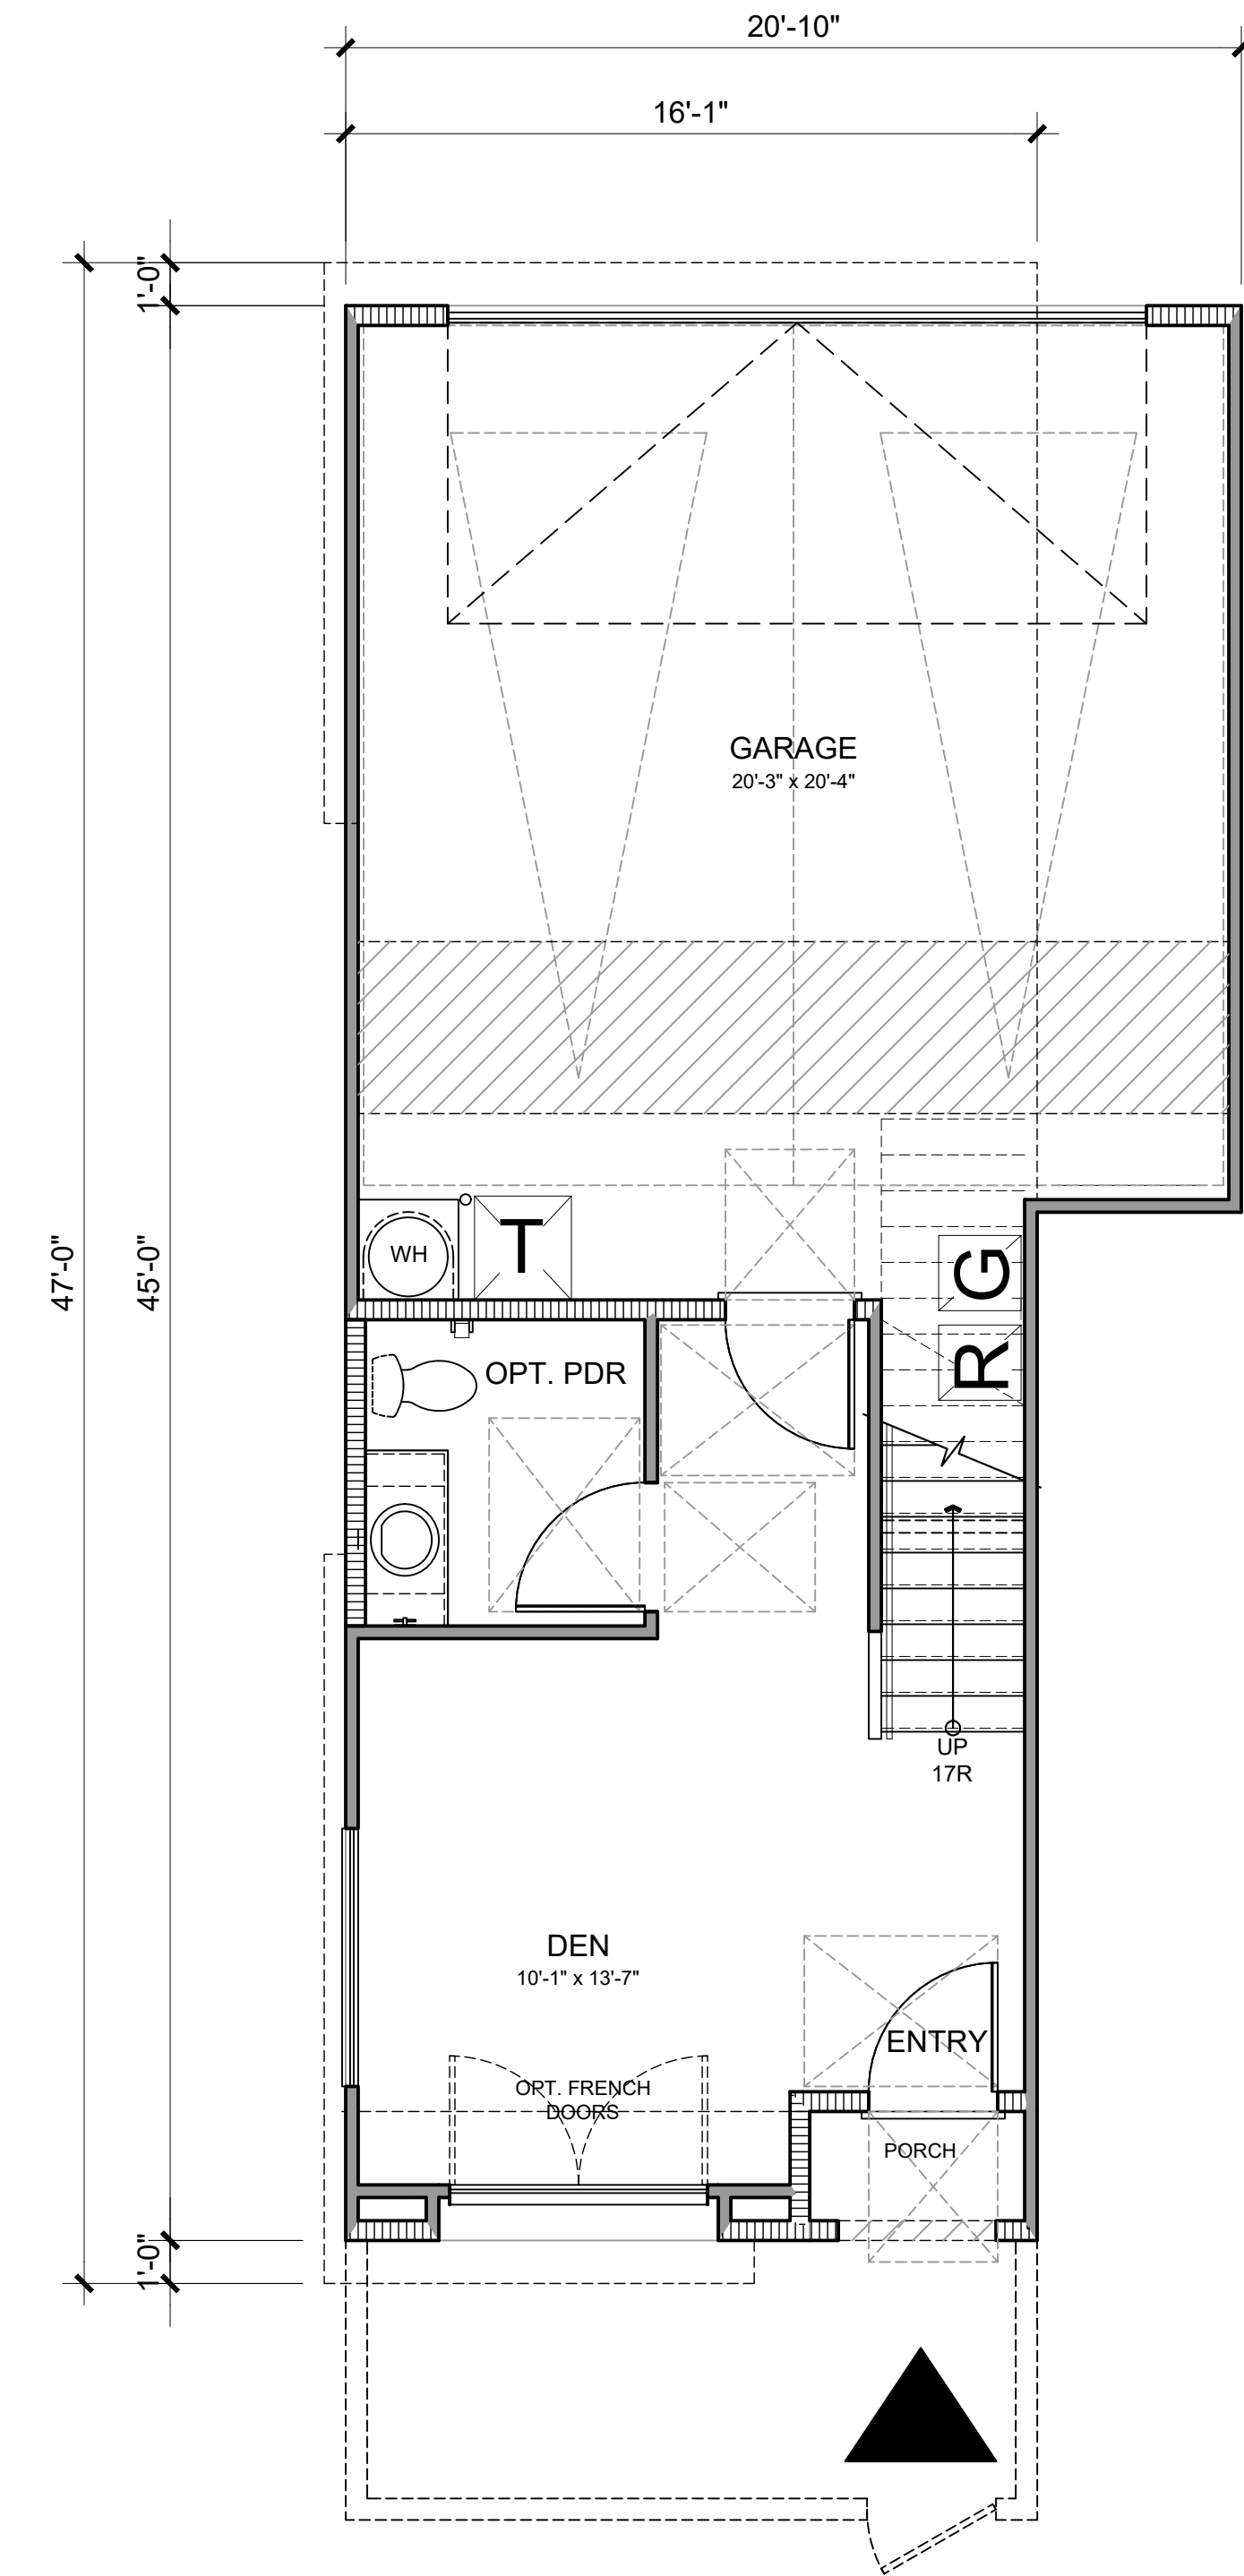 20'-10"
16'-1"
1'-0"
GARAGE
20'-3" x 20'-4"
47'-0"
45'-0"
WH
T
G
R
OPT. PDR
UP
17R
DEN
10'-1" x 13'-7"
ENTRY
OPT. FRENCH
DOORS
PORCH
1'-0"